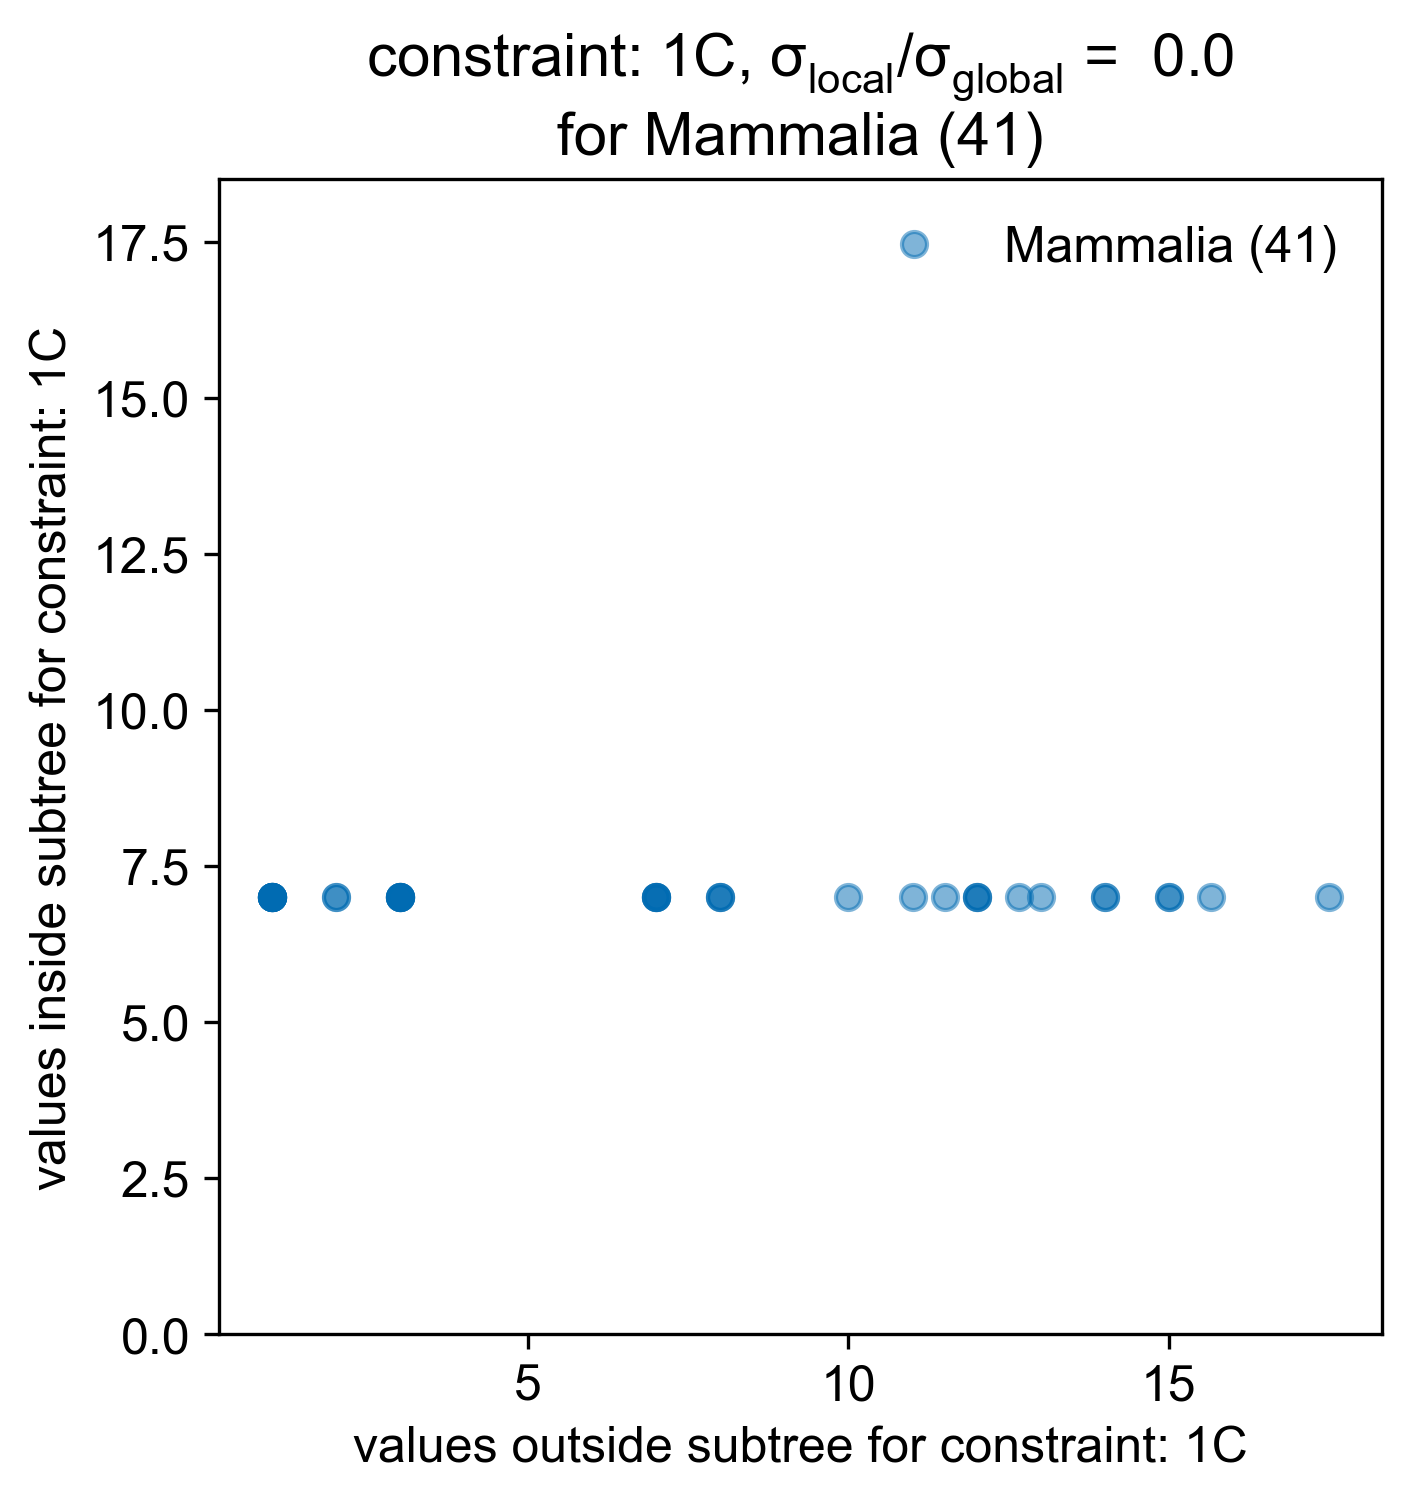 constraint: 1C, σlocal/σglobal = 0.0
for Mammalia (41)
Mammalia (41)
17.5
15.0
12.5
10.0
7.5
5.0
2.5
0.0
values inside subtree for constraint: 1C
5 10 15
values outside subtree for constraint: 1C